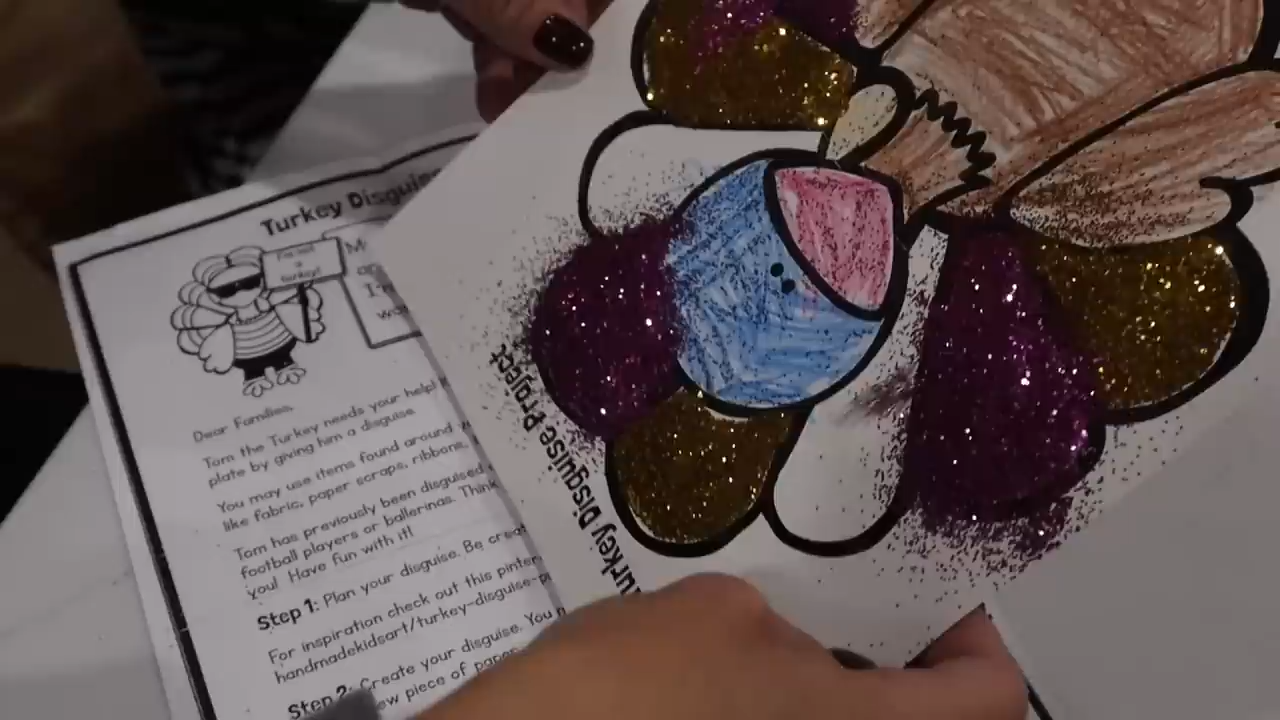 Turkey Disguise
I'm not
a
turkey!
Dear Families,
Tom the Turkey needs your help!
plate by giving him a disguise.
You may use items found around
like fabric, paper scraps, ribbons,
Tom has previously been disguised
football players or ballerinas. Think
you! Have fun with it!
Step 1: Plan your disguise. Be
For inspiration check out this
handmadekidsart/turkey-disguise-
Step 2: Create your disguise. You
piece of
Turkey Disguise Project